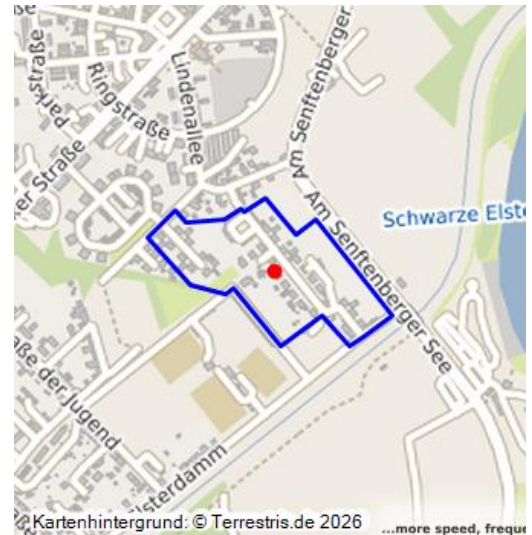 Parkstraße
Ringstraße
Lindenallee
Am Senftenberger
Am Senftenberger See
Schwarze Elste
er Straße
aße der Jugend
Elsterdamm
Kartenhintergrund: © Terrestris.de 2026
...more speed, freque